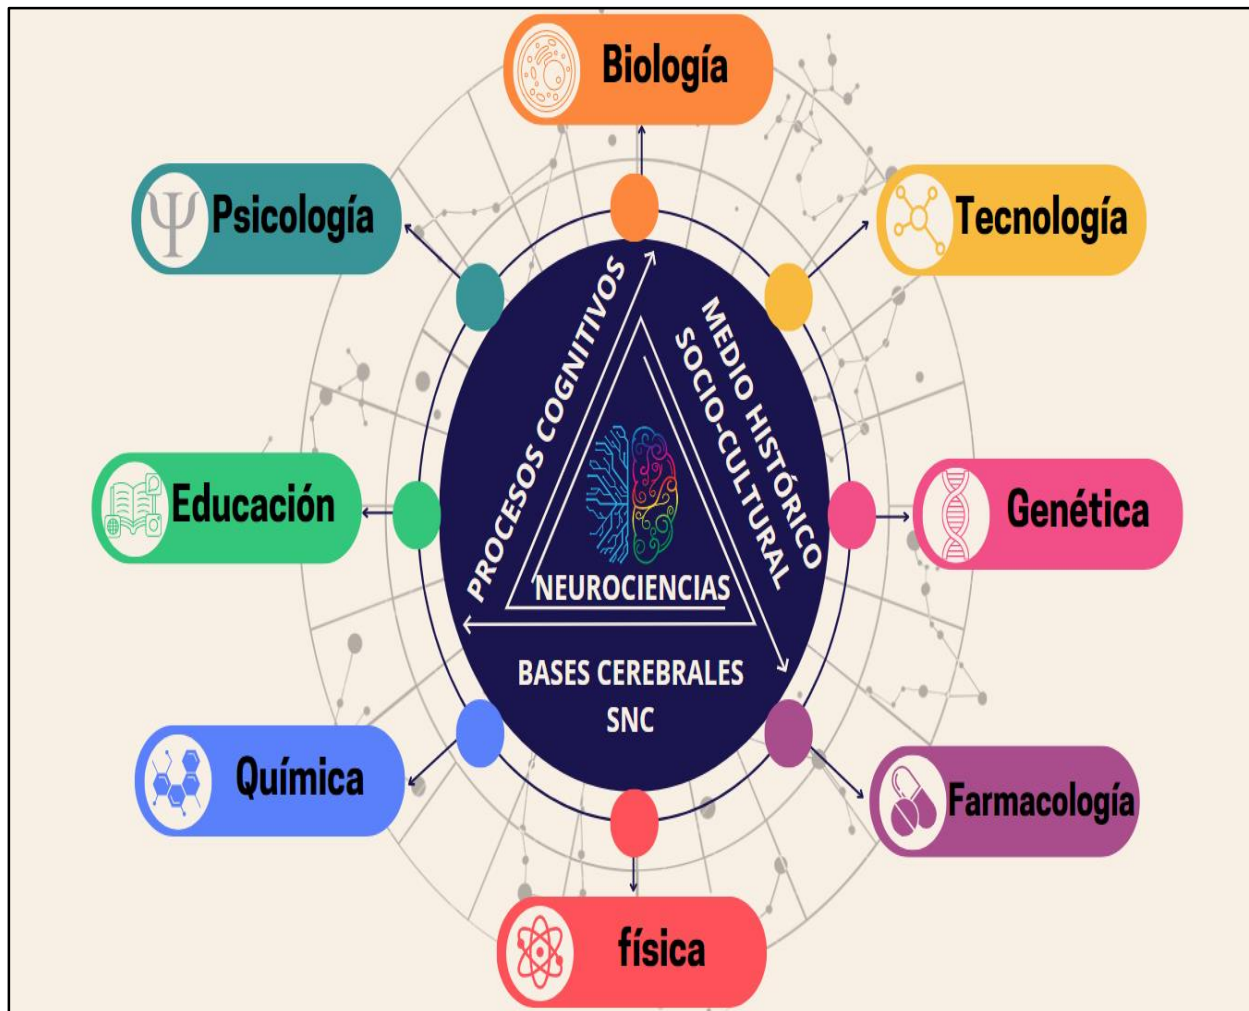 Biología
Psicología
Tecnología
PROCESOS COGNITIVOS
MEDIO HISTÓRICO
SOCIO-CULTURAL
Educación
Genética
NEUROCIENCIAS
BASES CEREBRALES
SNC
Química
Farmacología
física